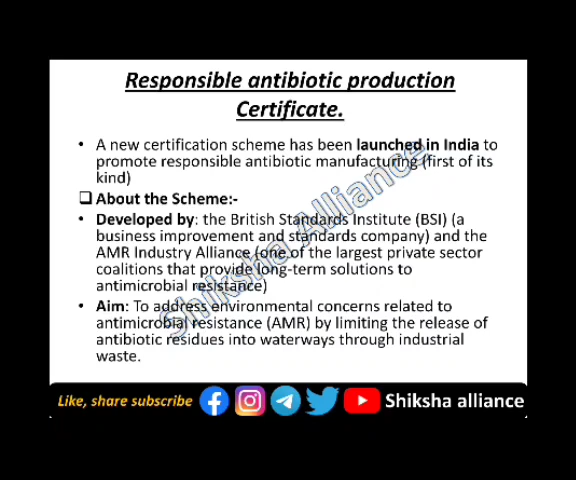 Responsible antibiotic production
Certificate.
• A new certification scheme has been launched in India to
promote responsible antibiotic manufacturing (first of its
kind)
❑ About the Scheme:-
• Developed by: the British Standards Institute (BSI) (a
business improvement and standards company) and the
AMR Industry Alliance (one of the largest private sector
coalitions that provide long-term solutions to
antimicrobial resistance)
• Aim: To address environmental concerns related to
antimicrobial resistance (AMR) by limiting the release of
antibiotic residues into waterways through industrial
waste.
Shiksha Alliance
Like, share subscribe
Shiksha alliance